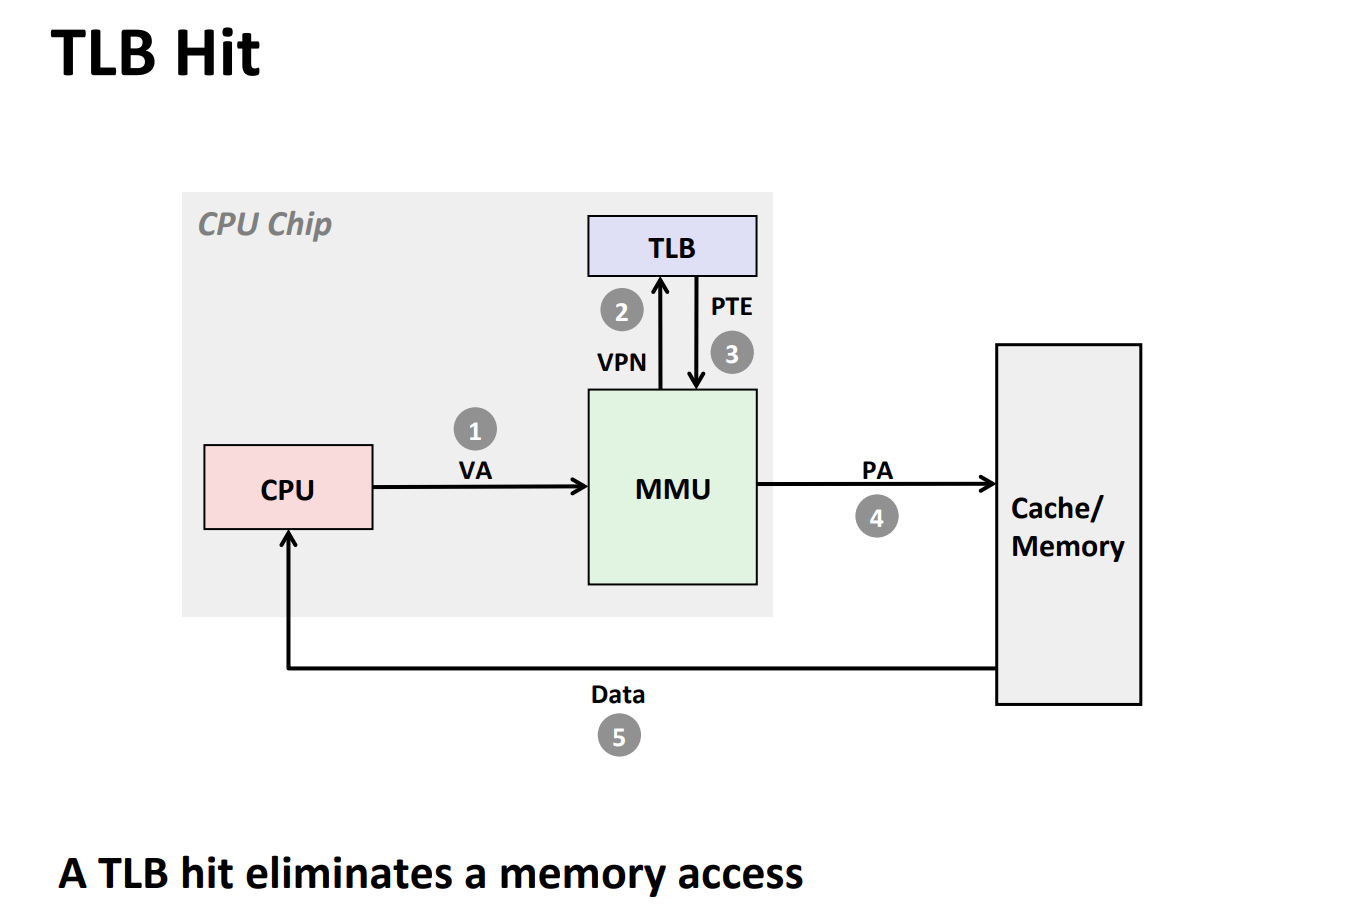 TLB Hit
CPU Chip
TLB
2
PTE
VPN
3
1
VA
CPU
MMU
PA
4
Cache/
Memory
Data
5
A TLB hit eliminates a memory access